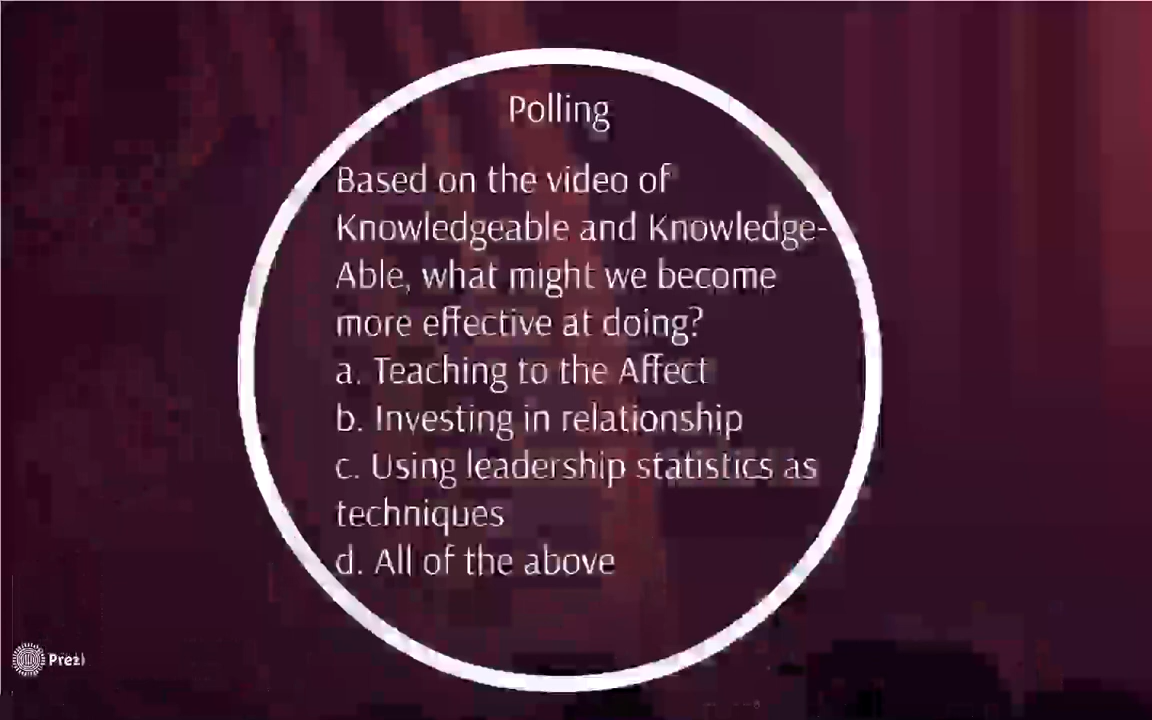 Polling
Based on the video of
Knowledgeable and Knowledge-
Able, what might we become
more effective at doing?
a. Teaching to the Affect
b. Investing in relationship
c. Using leadership statistics as
techniques
d. All of the above
Prezi